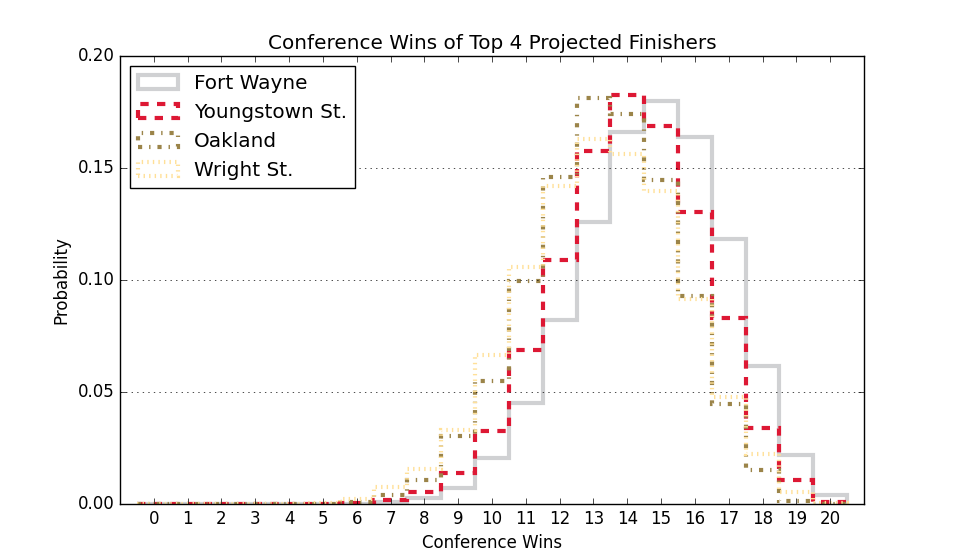 Conference Wins of Top 4 Projected Finishers
0.20
Fort Wayne
Youngstown St.
Oakland
Wright St.
0.15
0.10
0.05
0.00
Probability
0 1 2 3 4 5 6 7 8 9 10 11 12 13 14 15 16 17 18 19 20
Conference Wins